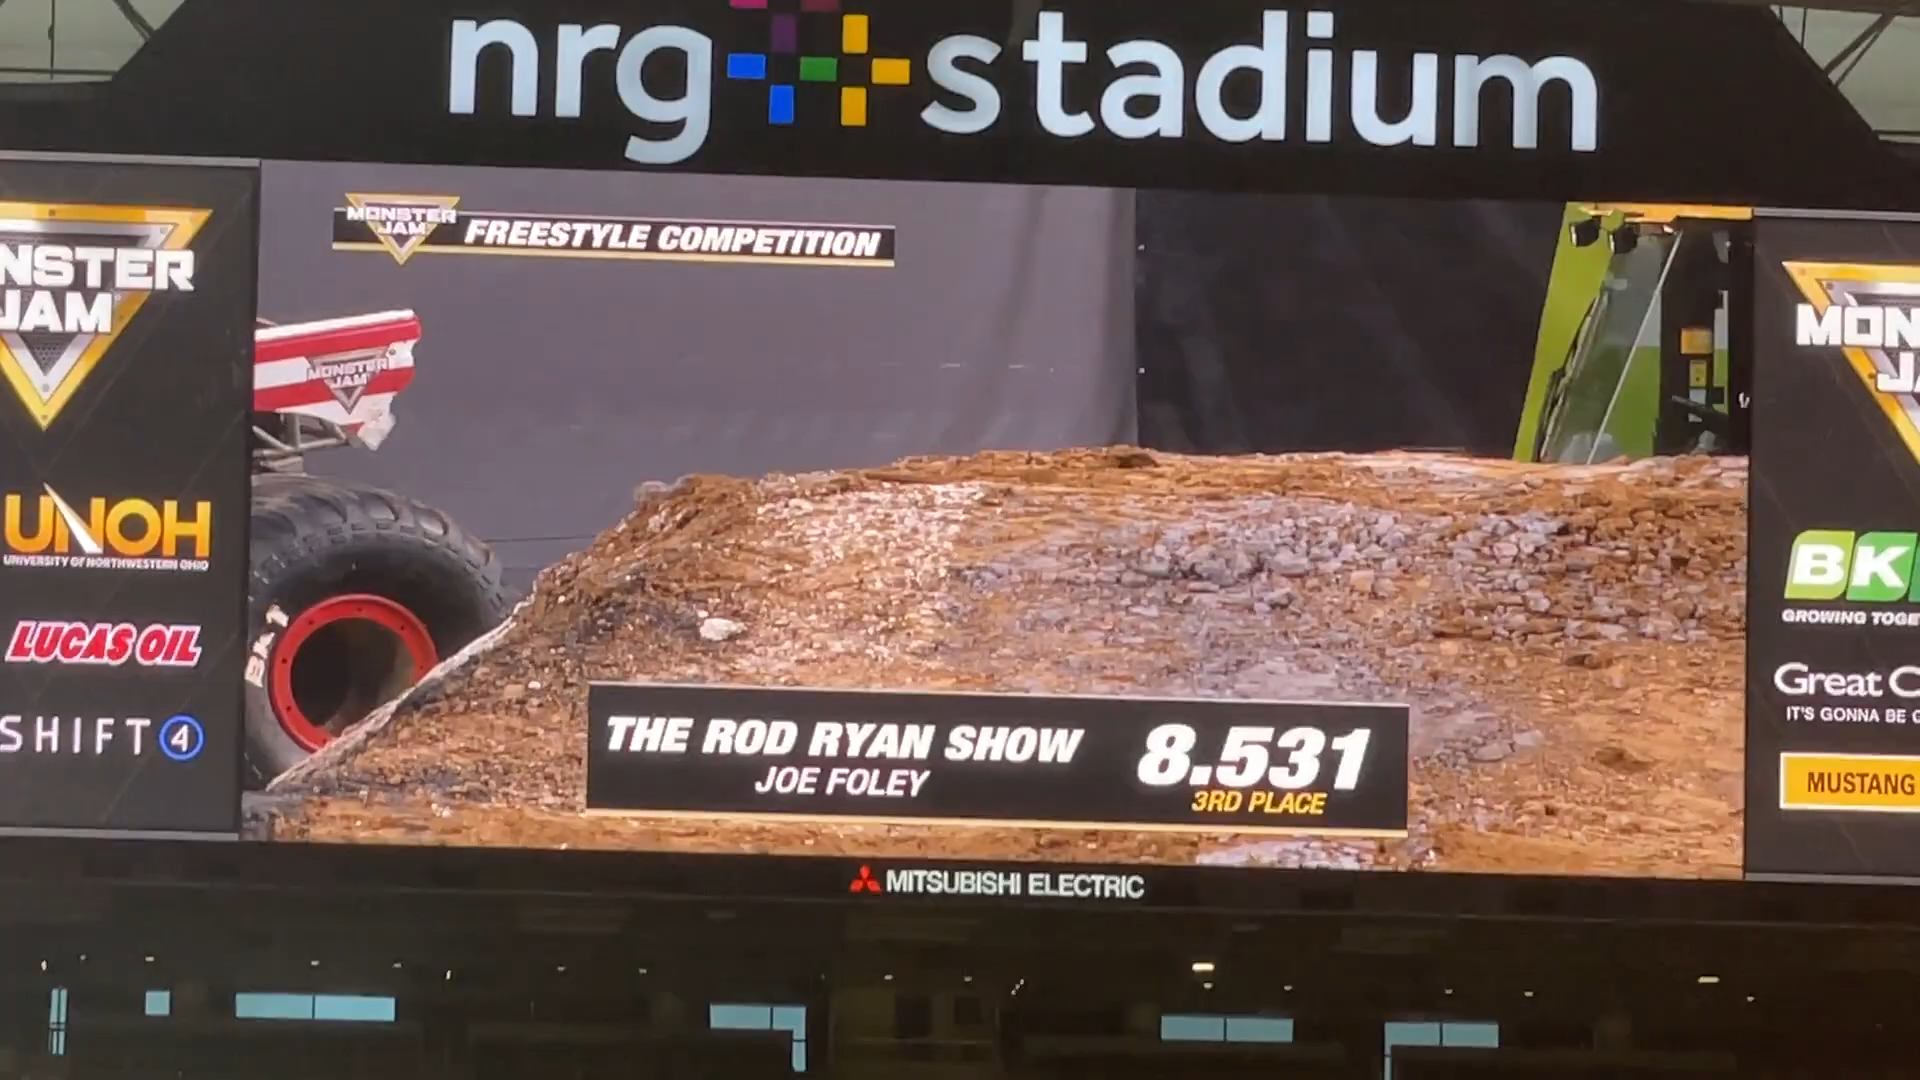 nrg stadium
MONSTER JAM
FREESTYLE COMPETITION
NSTER
JAM
MONSTER JAM
UNOH
UNIVERSITY OF NORTHWESTERN OHIO
LUCAS OIL
SHIFT4
BKT
THE ROD RYAN SHOW
JOE FOLEY
8.531
3RD PLACE
MON
JA
BK
GROWING TOGE
Great C
IT'S GONNA BE
MUSTANG
MITSUBISHI ELECTRIC